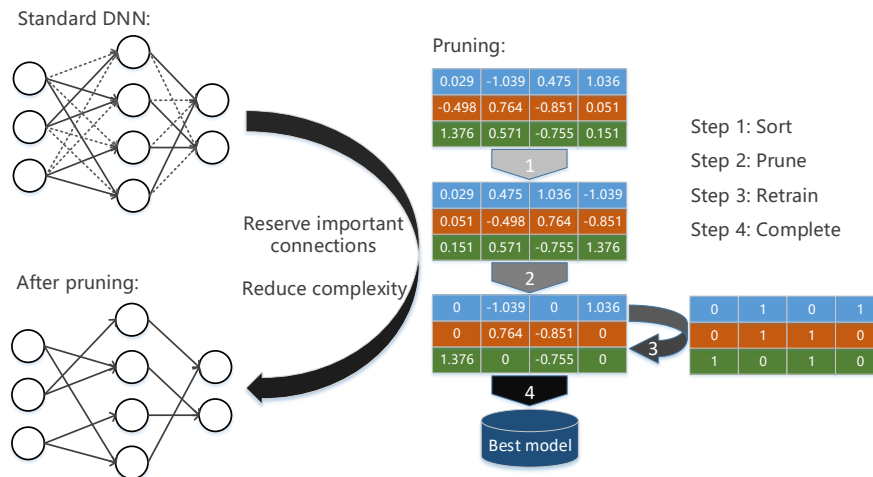 Standard DNN:
Reserve important
connections
Reduce complexity
After pruning:
Pruning:
0.029 -1.039 0.475 1.036
-0.498 0.764 -0.851 0.051
1.376 0.571 -0.755 0.151
1
0.029 0.475 1.036 -1.039
0.051 -0.498 0.764 -0.851
0.151 0.571 -0.755 1.376
2
0 -1.039 0 1.036
0 0.764 -0.851 0
1.376 0 -0.755 0
3
0 1 0 1
0 1 1 0
1 0 1 0
4
Best model
Step 1: Sort
Step 2: Prune
Step 3: Retrain
Step 4: Complete